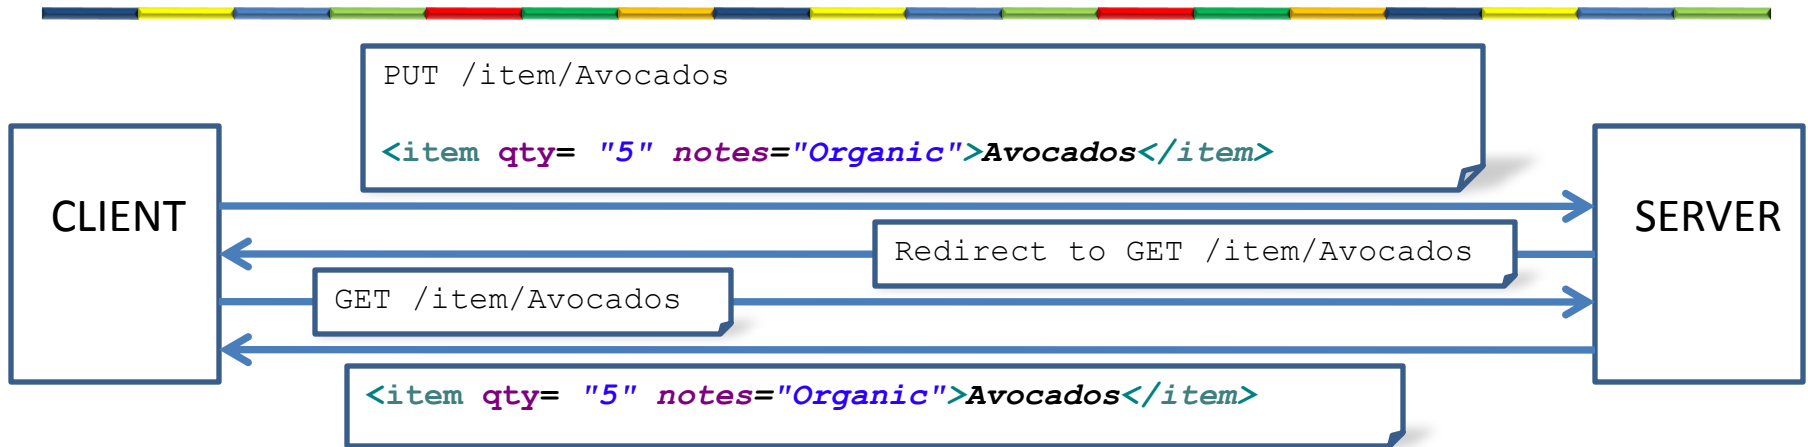 PUT /item/Avocados
<item qty= "5" notes="Organic">Avocados</item>
CLIENT
SERVER
Redirect to GET /item/Avocados
GET /item/Avocados
<item qty= "5" notes="Organic">Avocados</item>